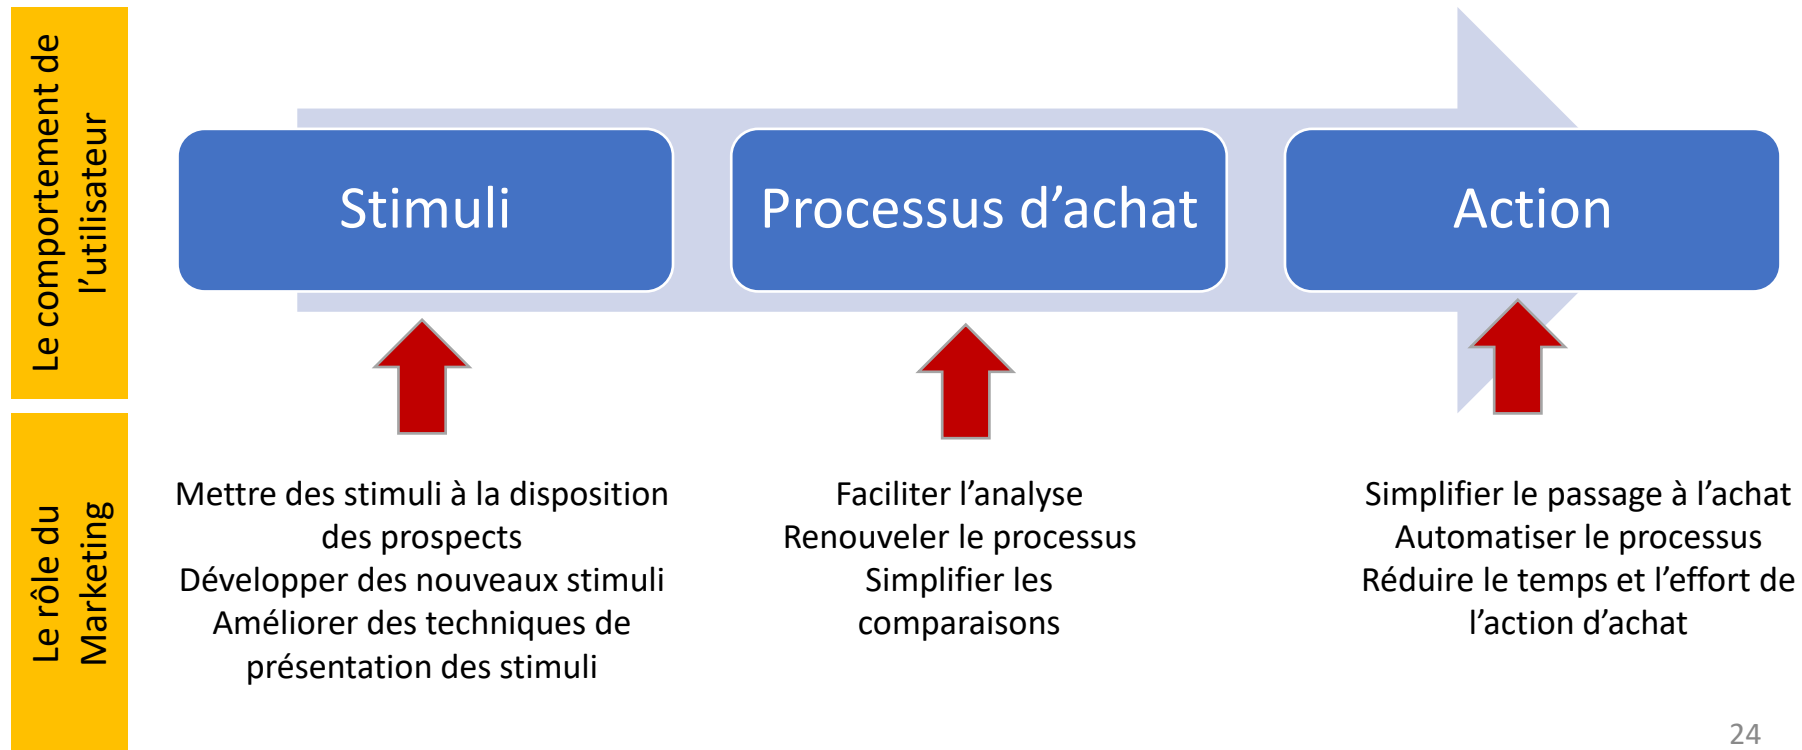 Le comportement de
l’utilisateur
Stimuli
Processus d’achat
Action
Le rôle du
Marketing
Mettre des stimuli à la disposition
des prospects
Développer des nouveaux stimuli
Améliorer des techniques de
présentation des stimuli
Faciliter l’analyse
Renouveler le processus
Simplifier les
comparaisons
Simplifier le passage à l’achat
Automatiser le processus
Réduire le temps et l’effort de
l’action d’achat
24